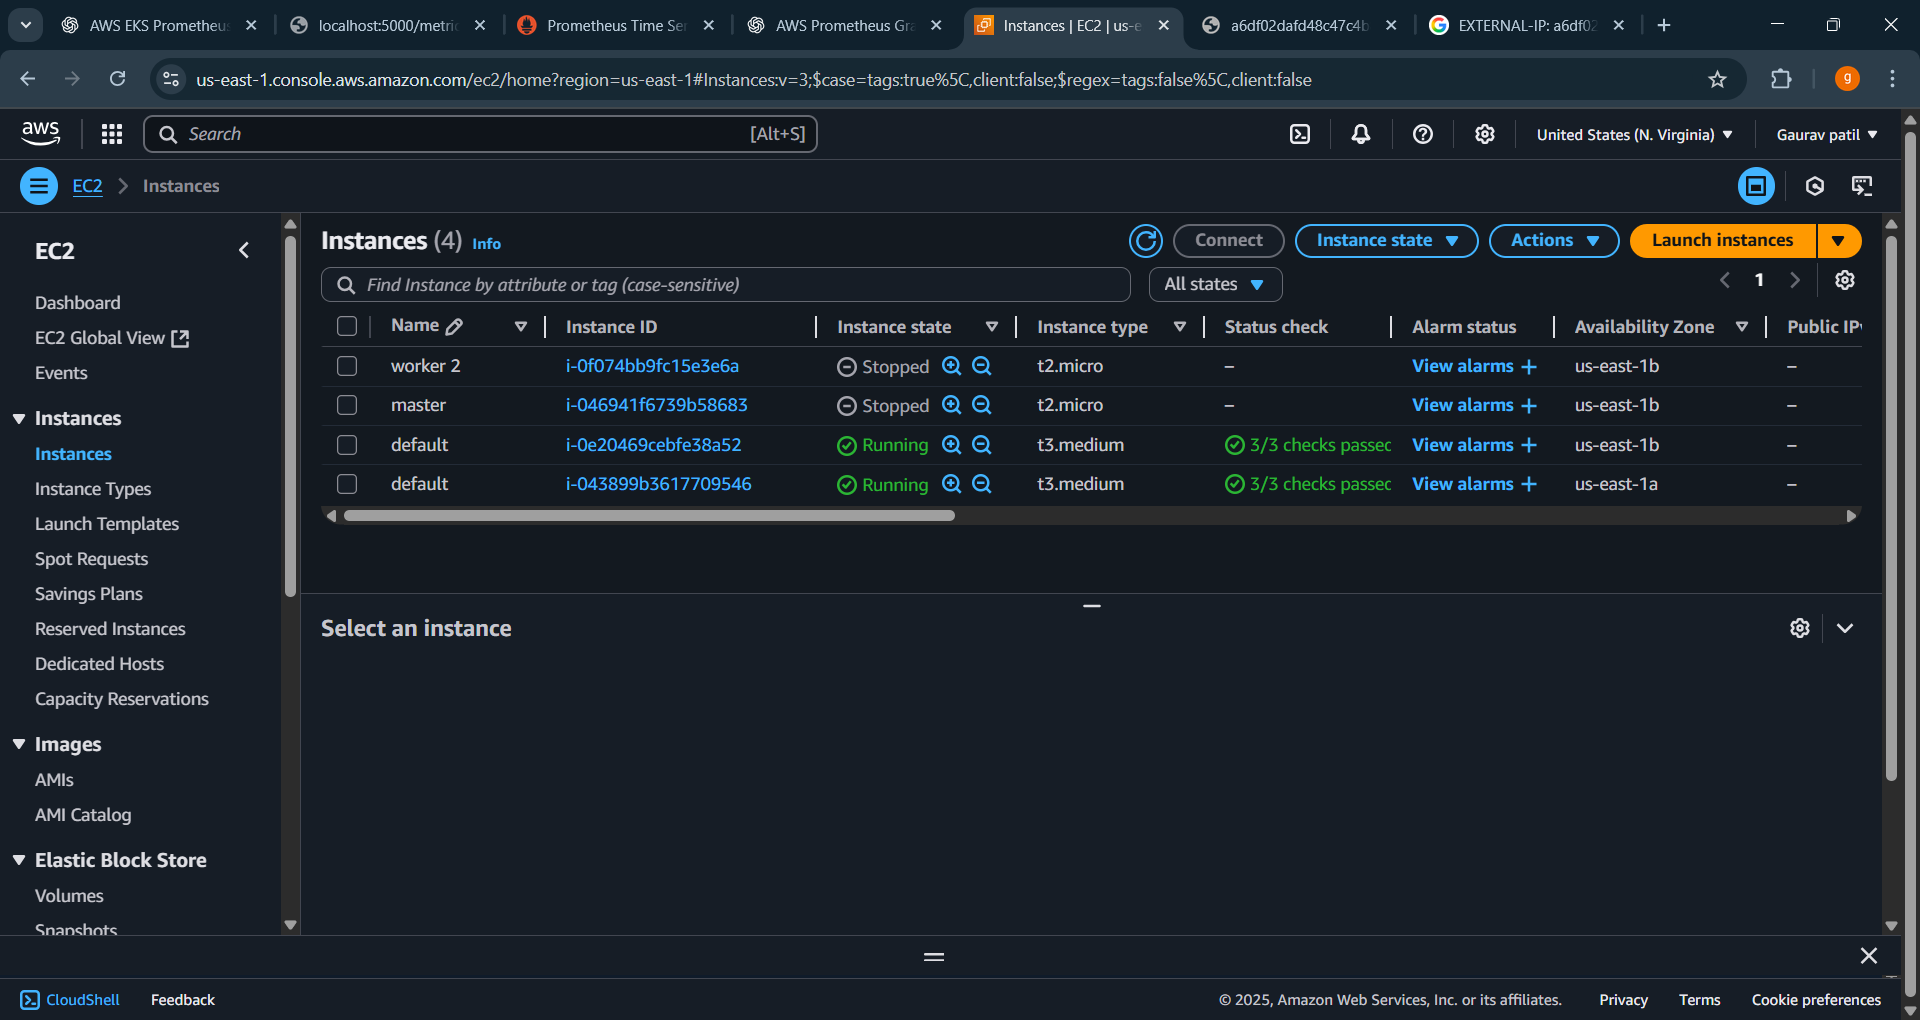 AWS EKS Prometheus
localhost:5000/metric
Prometheus Time Se
AWS Prometheus Gra
Instances | EC2 | us-e
a6df02dafd48c47c4b
EXTERNAL-IP: a6df02
us-east-1.console.aws.amazon.com/ec2/home?region=us-east-1#Instances:v=3;$case=tags:true%5C,client:false;$regex=tags:false%5C,client:false
g
aws
Search
[Alt+S]
United States (N. Virginia)
Gaurav patil
EC2
Instances
EC2
Dashboard
EC2 Global View
Events
Instances
Instances
Instance Types
Launch Templates
Spot Requests
Savings Plans
Reserved Instances
Dedicated Hosts
Capacity Reservations
Images
AMIs
AMI Catalog
Elastic Block Store
Volumes
Snapshots
Instances (4) Info
Connect
Instance state
Actions
Launch instances
Find Instance by attribute or tag (case-sensitive)
All states
1
Name Instance ID Instance state Instance type Status check Alarm status Availability Zone Public IP
worker 2 i-0f074bb9fc15e3e6a Stopped t2.micro – View alarms + us-east-1b –
master i-046941f6739b58683 Stopped t2.micro – View alarms + us-east-1b –
default i-0e20469cebfe38a52 Running t3.medium 3/3 checks passed View alarms + us-east-1b –
default i-043899b3617709546 Running t3.medium 3/3 checks passed View alarms + us-east-1a –
Select an instance
CloudShell
Feedback
© 2025, Amazon Web Services, Inc. or its affiliates.
Privacy
Terms
Cookie preferences